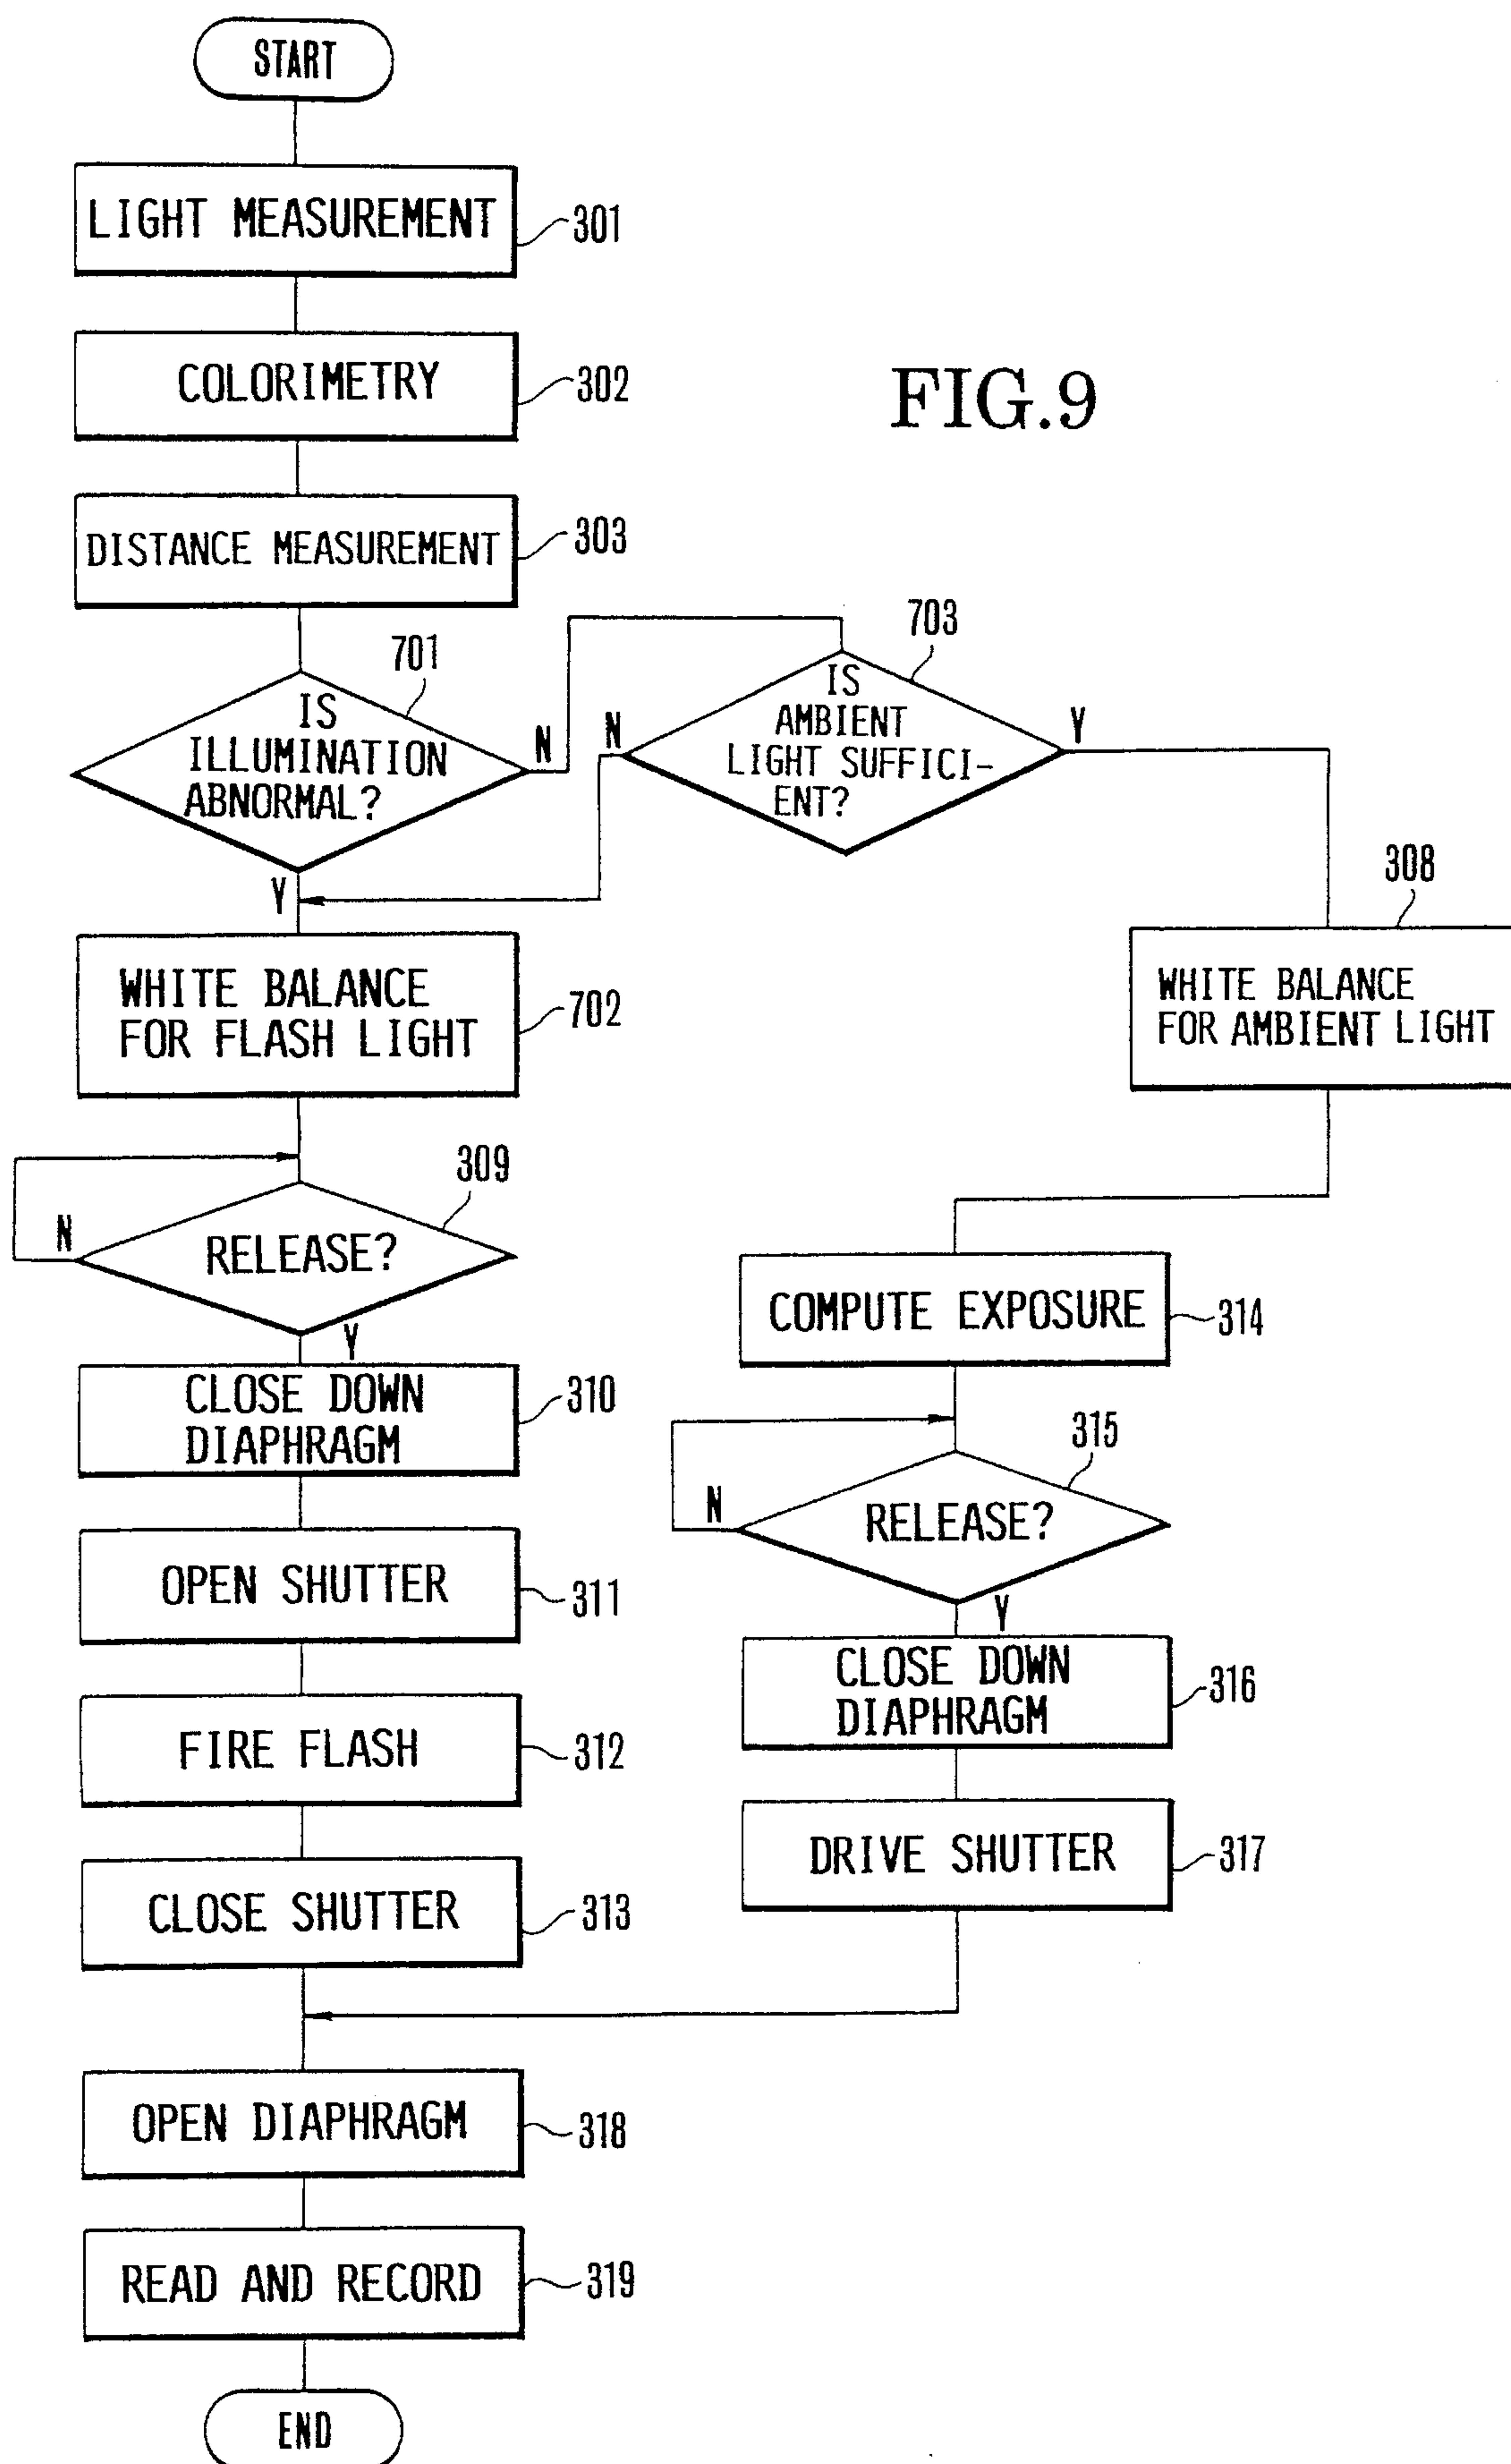 START
LIGHT MEASUREMENT
301
COLORIMETRY
302
FIG.9
DISTANCE MEASUREMENT
303
701
IS
ILLUMINATION
ABNORMAL?
N
Y
703
IS
AMBIENT
LIGHT SUFFICI-
ENT?
N
Y
WHITE BALANCE
FOR FLASH LIGHT
702
308
WHITE BALANCE
FOR AMBIENT LIGHT
309
RELEASE?
N
Y
CLOSE DOWN
DIAPHRAGM
310
OPEN SHUTTER
311
FIRE FLASH
312
CLOSE SHUTTER
313
COMPUTE EXPOSURE
314
315
RELEASE?
N
Y
CLOSE DOWN
DIAPHRAGM
316
DRIVE SHUTTER
317
OPEN DIAPHRAGM
318
READ AND RECORD
319
END